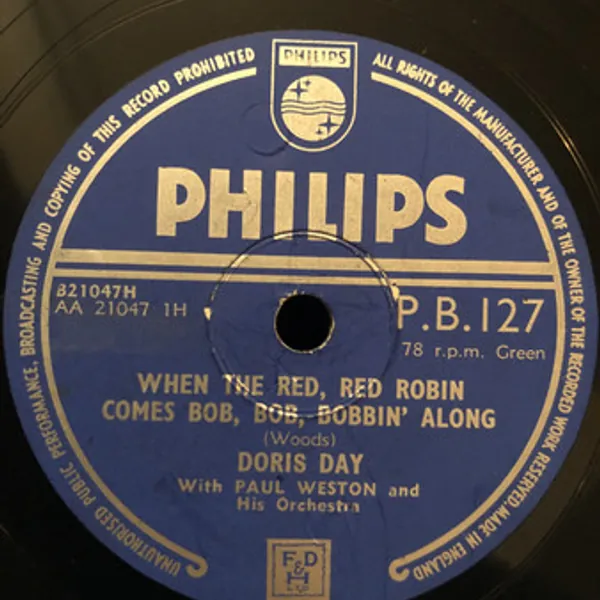 UNAUTHORISED PUBLIC PERFORMANCE, BROADCASTING AND COPYING OF THIS RECORD PROHIBITED
ALL RIGHTS OF THE MANUFACTURER AND OF THE OWNER OF THE RECORDED WORK RESERVED. MADE IN ENGLAND
PHILIPS
PHILIPS
B21047H
AA 21047 1H
P.B.127
78 r.p.m. Green
WHEN THE RED, RED ROBIN
COMES BOB, BOB, BOBBIN' ALONG
(Woods)
DORIS DAY
With PAUL WESTON and
His Orchestra
F&D
H